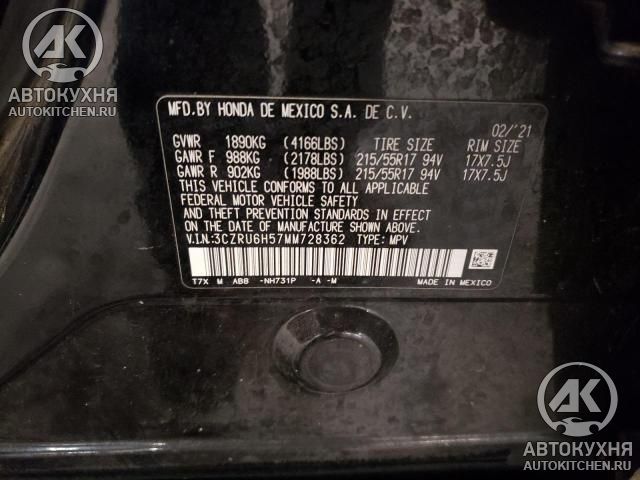 AK
АВТОКУХНЯ
AUTOKITCHEN.RU
MFD.BY HONDA DE MEXICO S.A. DE C.V.
02/'21
GVWR 1890KG (4166LBS) TIRE SIZE RIM SIZE
GAWR F 988KG (2178LBS) 215/55R17 94V 17X7.5J
GAWR R 902KG (1988LBS) 215/55R17 94V 17X7.5J
THIS VEHICLE CONFORMS TO ALL APPLICABLE
FEDERAL MOTOR VEHICLE SAFETY
AND THEFT PREVENTION STANDARDS IN EFFECT
ON THE DATE OF MANUFACTURE SHOWN ABOVE.
V.I.N:3CZRU6H57MM728362 TYPE: MPV
T7X M AB8 -NH731P -A -M MADE IN MEXICO
AK
АВТОКУХНЯ
AUTOKITCHEN.RU